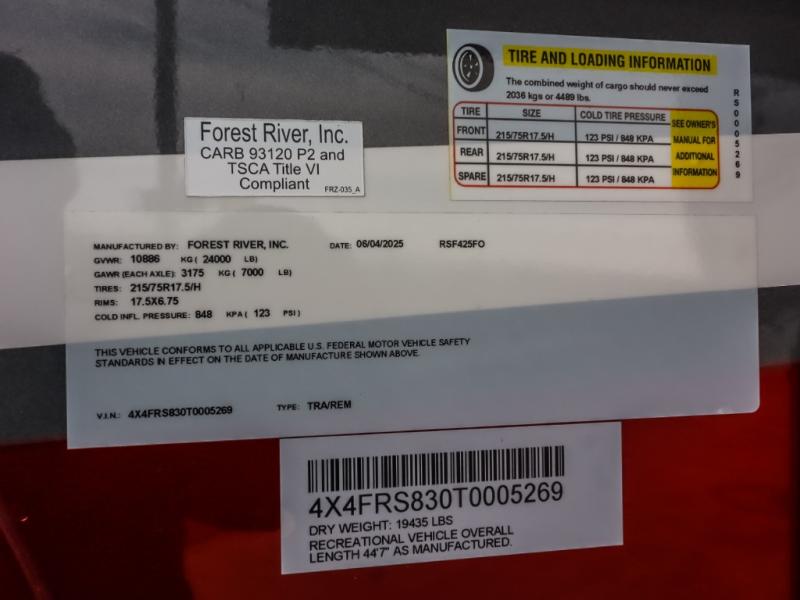 TIRE AND LOADING INFORMATION
The combined weight of cargo should never exceed
2036 kgs or 4489 lbs.
TIRE SIZE COLD TIRE PRESSURE
FRONT 215/75R17.5/H 123 PSI / 848 KPA
REAR 215/75R17.5/H 123 PSI / 848 KPA
SPARE 215/75R17.5/H 123 PSI / 848 KPA
SEE OWNER'S
MANUAL FOR
ADDITIONAL
INFORMATION
RS0005269
Forest River, Inc.
CARB 93120 P2 and
TSCA Title VI
Compliant
FRZ-035_A
MANUFACTURED BY: FOREST RIVER, INC. DATE: 06/04/2025 RSF425FO
GVWR: 10886 KG ( 24000 LB)
GAWR (EACH AXLE): 3175 KG ( 7000 LB)
TIRES: 215/75R17.5/H
RIMS: 17.5X6.75
COLD INFL. PRESSURE: 848 KPA ( 123 PSI )
THIS VEHICLE CONFORMS TO ALL APPLICABLE U.S. FEDERAL MOTOR VEHICLE SAFETY
STANDARDS IN EFFECT ON THE DATE OF MANUFACTURE SHOWN ABOVE.
V.I.N.: 4X4FRS830T0005269 TYPE: TRA/REM
4X4FRS830T0005269
DRY WEIGHT: 19435 LBS
RECREATIONAL VEHICLE OVERALL
LENGTH 44'7" AS MANUFACTURED.